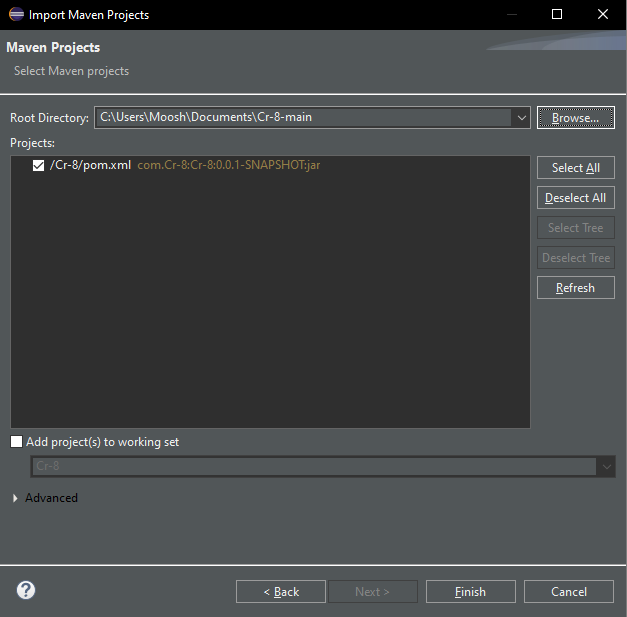 Import Maven Projects
Maven Projects
Select Maven projects
Root Directory: C:\Users\Moosh\Documents\Cr-8-main Browse...
Projects:
/Cr-8/pom.xml com.Cr-8:Cr-8:0.0.1-SNAPSHOT:jar
Select All
Deselect All
Select Tree
Deselect Tree
Refresh
Add project(s) to working set
Cr-8
Advanced
? < Back Next > Finish Cancel